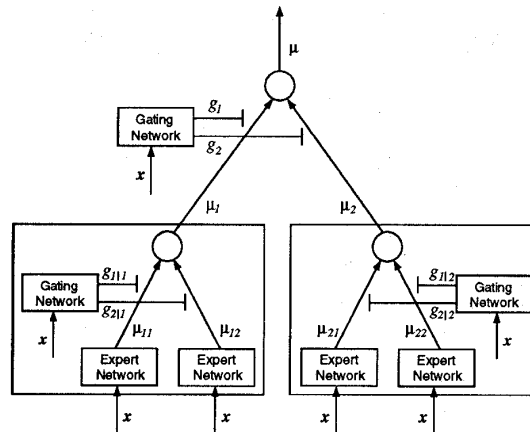 μ
g1
Gating
Network
g2
x
μ1
μ2
g1|1
Gating
Network
g2|1
x
μ11
μ12
Expert
Network
Expert
Network
x
x
g1|2
Gating
Network
g2|2
x
μ21
μ22
Expert
Network
Expert
Network
x
x